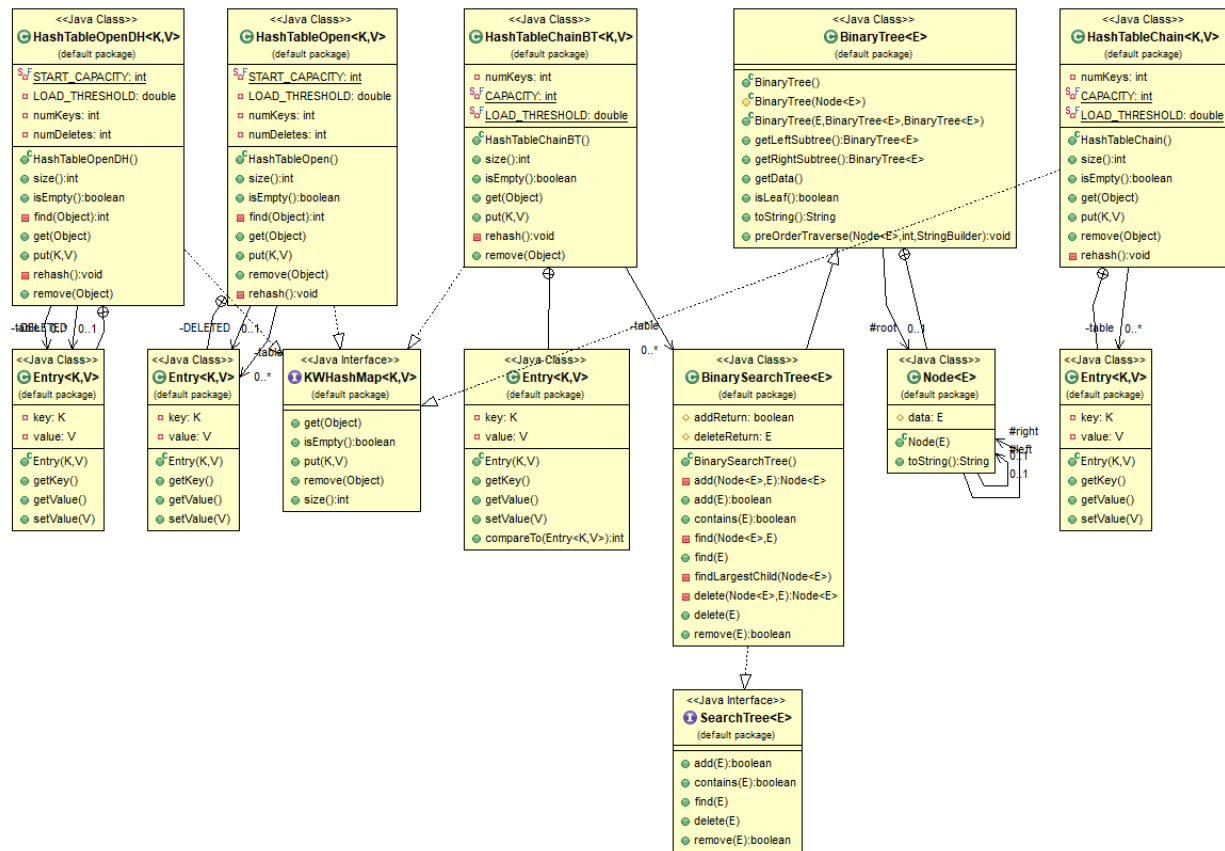 <<Java Class>>
HashTableOpenDH<K,V>
(default package)
START_CAPACITY: int
LOAD_THRESHOLD: double
numKeys: int
numDeletes: int
HashTableOpenDH()
size():int
isEmpty():boolean
find(Object):int
get(Object)
put(K,V)
rehash():void
remove(Object)
<<Java Class>>
HashTableOpen<K,V>
(default package)
START_CAPACITY: int
LOAD_THRESHOLD: double
numKeys: int
numDeletes: int
HashTableOpen()
size():int
isEmpty():boolean
find(Object):int
get(Object)
put(K,V)
remove(Object)
rehash():void
<<Java Class>>
HashTableChainBT<K,V>
(default package)
numKeys: int
CAPACITY: int
LOAD_THRESHOLD: double
HashTableChainBT()
size():int
isEmpty():boolean
get(Object)
put(K,V)
rehash():void
remove(Object)
<<Java Class>>
BinaryTree<E>
(default package)
BinaryTree()
BinaryTree(Node<E>)
BinaryTree(E,BinaryTree<E>,BinaryTree<E>)
getLeftSubtree():BinaryTree<E>
getRightSubtree():BinaryTree<E>
getData()
isLeaf():boolean
toString():String
preOrderTraverse(Node<E>,int,StringBuilder):void
<<Java Class>>
HashTableChain<K,V>
(default package)
numKeys: int
CAPACITY: int
LOAD_THRESHOLD: double
HashTableChain()
size():int
isEmpty():boolean
get(Object)
put(K,V)
remove(Object)
rehash():void
-DELETED
0..1
-DELETED
0..1
-table
0..*
-table
0..*
#root
0..1
-table
0..*
<<Java Class>>
Entry<K,V>
(default package)
key: K
value: V
Entry(K,V)
getKey()
getValue()
setValue(V)
<<Java Class>>
Entry<K,V>
(default package)
key: K
value: V
Entry(K,V)
getKey()
getValue()
setValue(V)
<<Java Interface>>
KWHashMap<K,V>
(default package)
get(Object)
isEmpty():boolean
put(K,V)
remove(Object)
size():int
<<Java Class>>
Entry<K,V>
(default package)
key: K
value: V
Entry(K,V)
getKey()
getValue()
setValue(V)
compareTo(Entry<K,V>):int
<<Java Class>>
BinarySearchTree<E>
(default package)
addReturn: boolean
deleteReturn: E
BinarySearchTree()
add(Node<E>,E):Node<E>
add(E):boolean
contains(E):boolean
find(Node<E>,E)
find(E)
findLargestChild(Node<E>)
delete(Node<E>,E):Node<E>
delete(E)
remove(E):boolean
<<Java Class>>
Node<E>
(default package)
data: E
Node(E)
toString():String
#right
#left
0..1
0..1
<<Java Class>>
Entry<K,V>
(default package)
key: K
value: V
Entry(K,V)
getKey()
getValue()
setValue(V)
<<Java Interface>>
SearchTree<E>
(default package)
add(E):boolean
contains(E):boolean
find(E)
delete(E)
remove(E):boolean